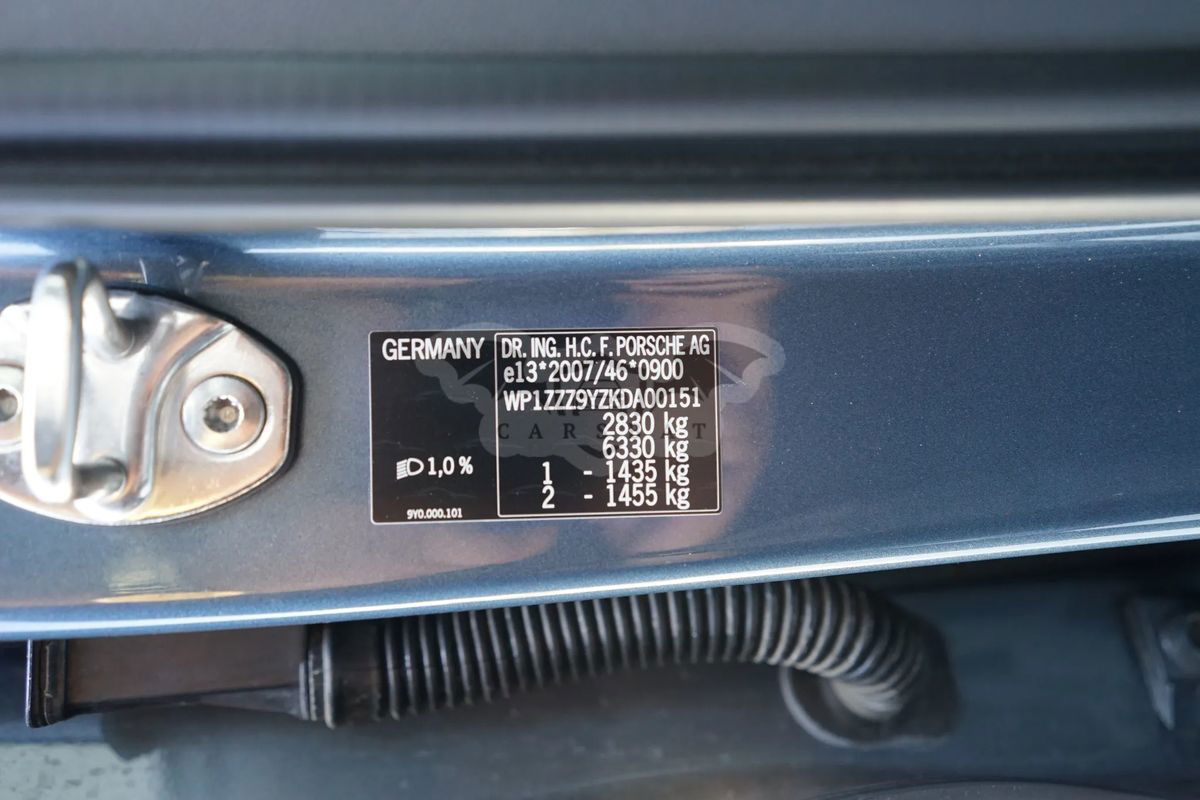 GERMANY
DR. ING. H.C. F. PORSCHE AG
e13*2007/46*0900
WP1ZZZ9YZKDA00151
2830 kg
6330 kg
1 - 1435 kg
2 - 1455 kg
1,0 %
9Y0.000.101